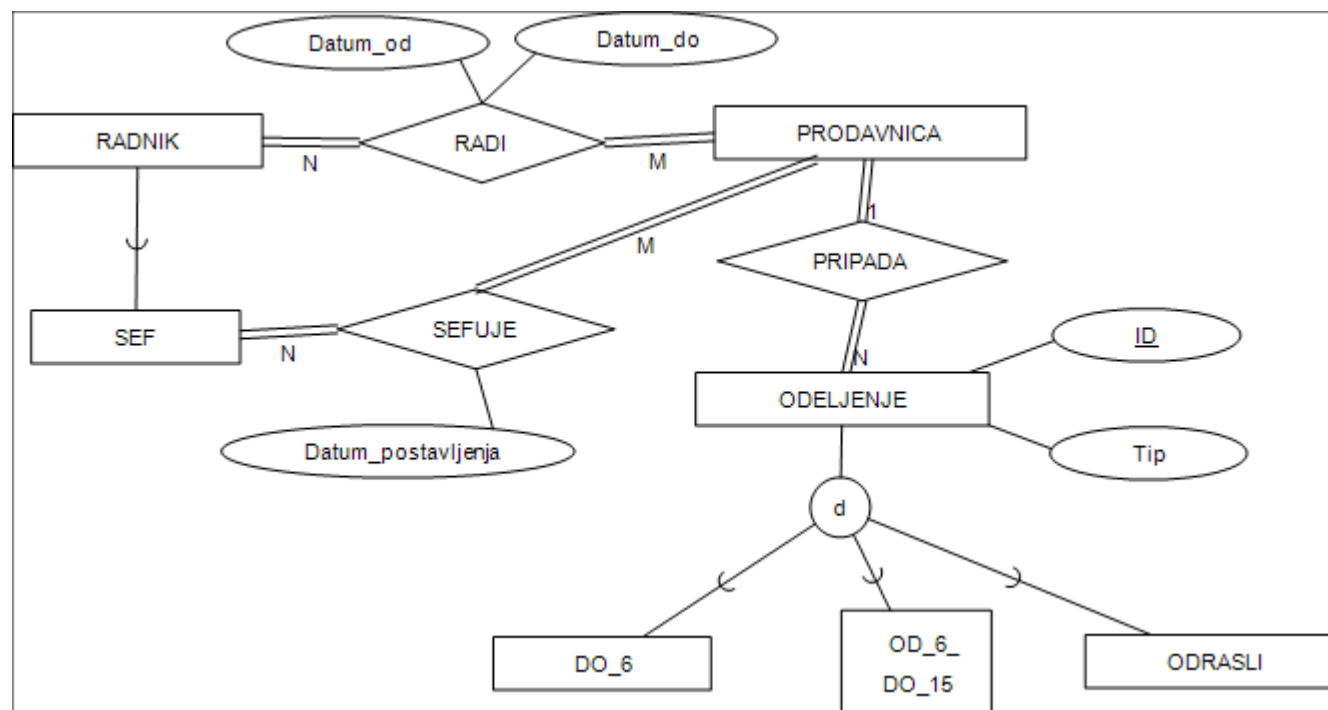 Datum_od
Datum_do
RADNIK
RADI
PRODAVNICA
N
M
1
M
PRIPADA
SEF
SEFUJE
N
ID
N
ODELJENJE
Datum_postavljenja
Tip
d
DO_6
OD_6_
DO_15
ODRASLI